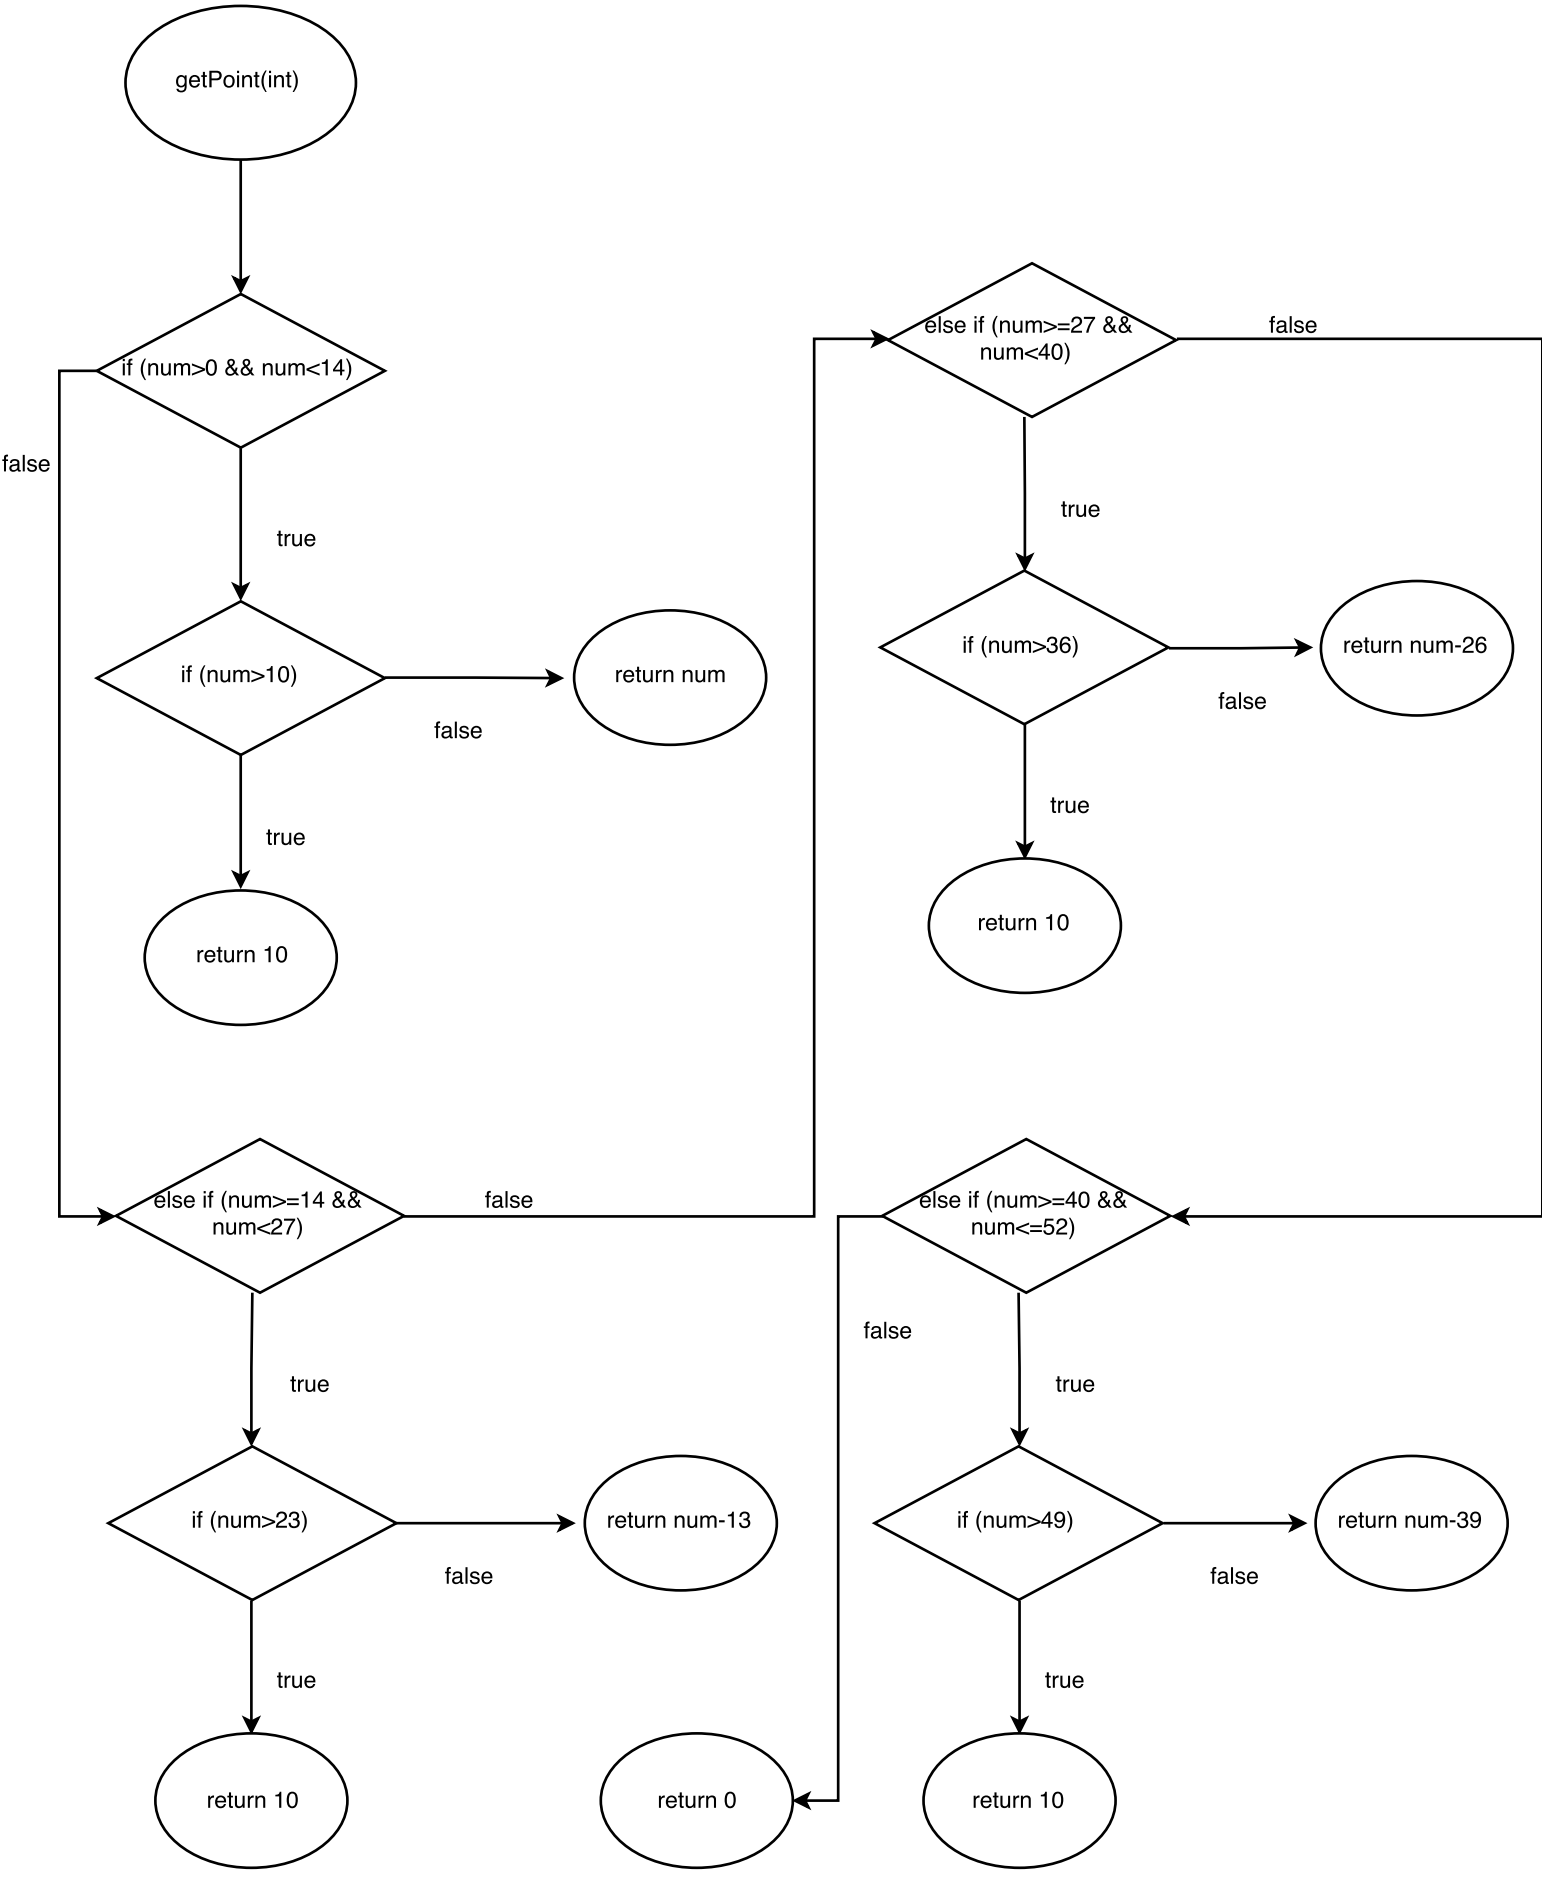 getPoint(int)
if (num>0 && num<14)
false
true
if (num>10)
return num
false
true
return 10
else if (num>=14 &&
num<27)
false
true
if (num>23)
return num-13
false
true
return 10
else if (num>=27 &&
num<40)
false
true
if (num>36)
return num-26
false
true
return 10
else if (num>=40 &&
num<=52)
false
true
if (num>49)
return num-39
false
true
return 10
return 0